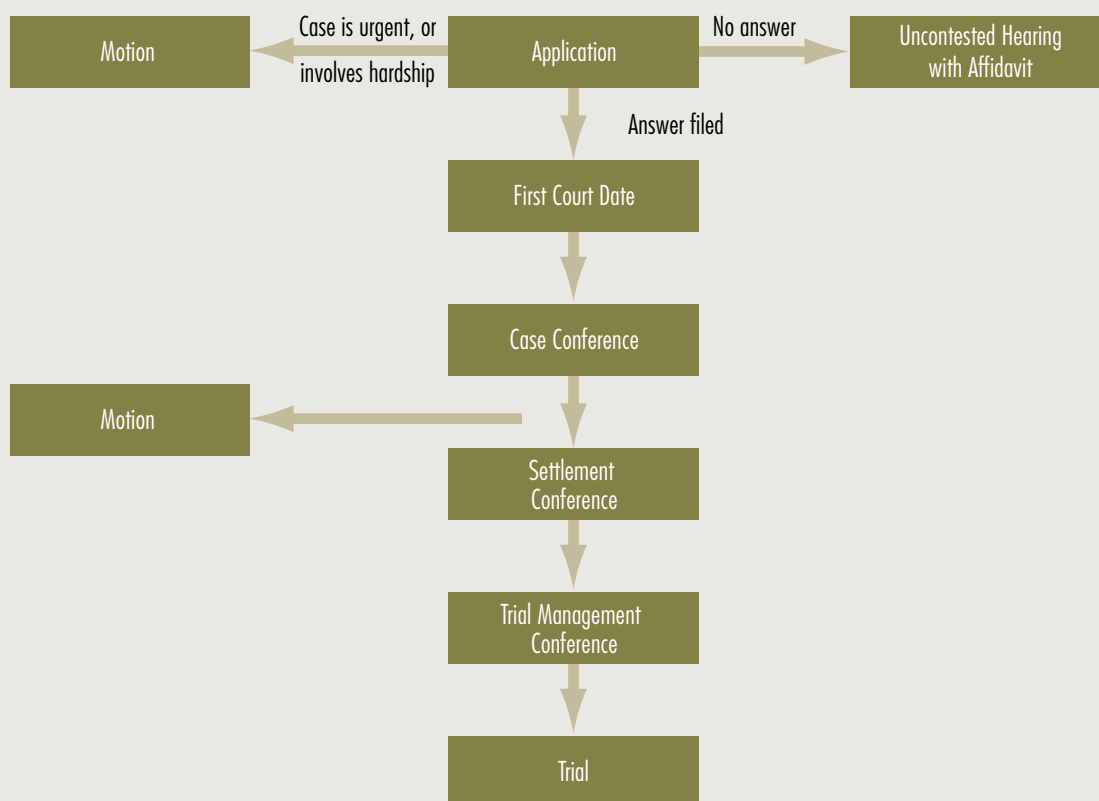 Motion
Case is urgent, or
involves hardship
Application
No answer
Uncontested Hearing
with Affidavit
Answer filed
First Court Date
Case Conference
Motion
Settlement
Conference
Trial Management
Conference
Trial